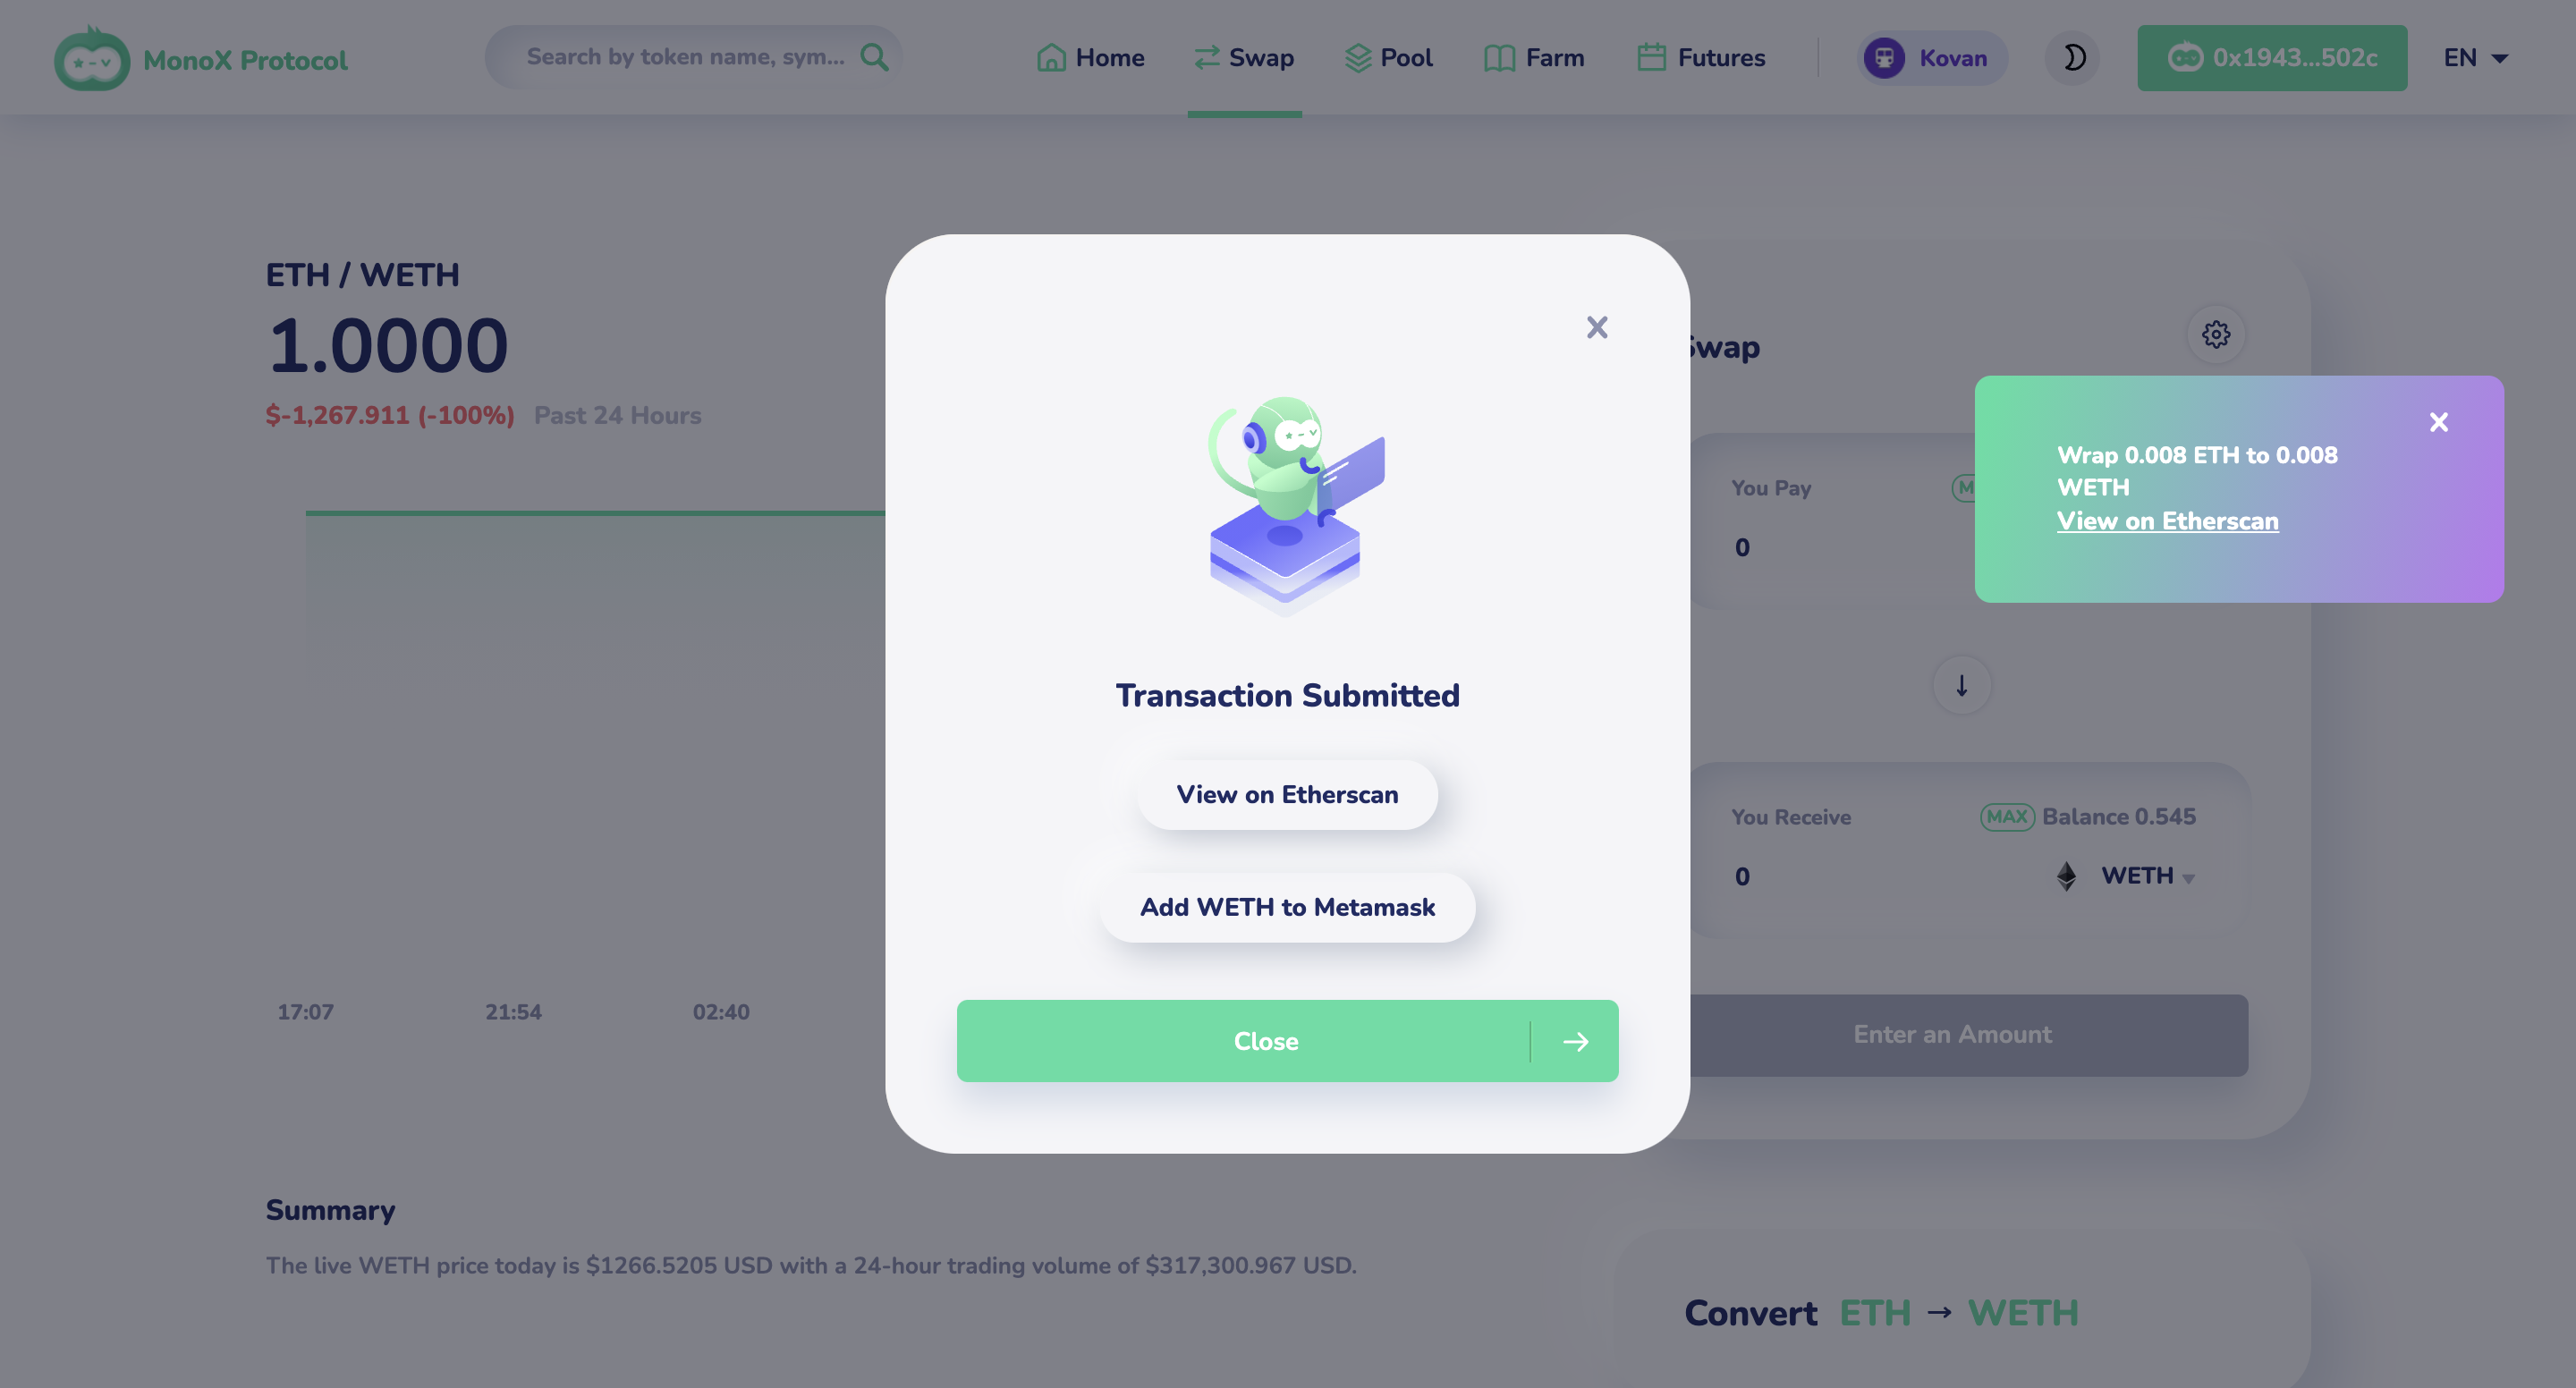 MonoX Protocol
Search by token name, sym...
Home
Swap
Pool
Farm
Futures
Kovan
0x1943...502c
EN
ETH / WETH
1.0000
$-1,267.911 (-100%) Past 24 Hours
17:07 21:54 02:40
Summary
The live WETH price today is $1266.5205 USD with a 24-hour trading volume of $317,300.967 USD.
Transaction Submitted
View on Etherscan
Add WETH to Metamask
Close
Swap
You Pay
0
Wrap 0.008 ETH to 0.008
WETH
View on Etherscan
You Receive MAX Balance 0.545
0 WETH
Enter an Amount
Convert ETH → WETH